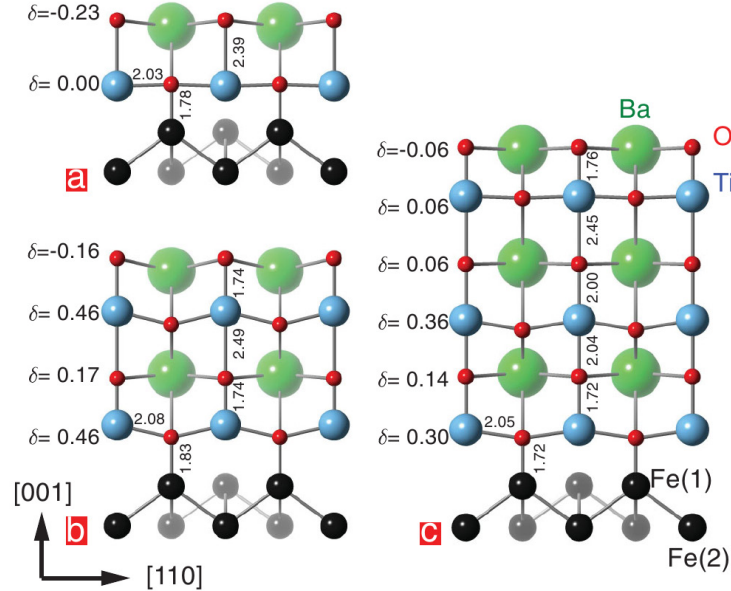 δ=-0.23
2.39
δ= 0.00
2.03
1.78
a
δ=-0.16
1.74
δ= 0.46
2.49
δ= 0.17
1.74
2.08
δ= 0.46
1.83
b
[001]
[110]
Ba
O
δ=-0.06
1.76
Ti
δ= 0.06
2.45
δ= 0.06
2.00
δ= 0.36
2.04
δ= 0.14
1.72
2.05
δ= 0.30
1.72
Fe(1)
c
Fe(2)